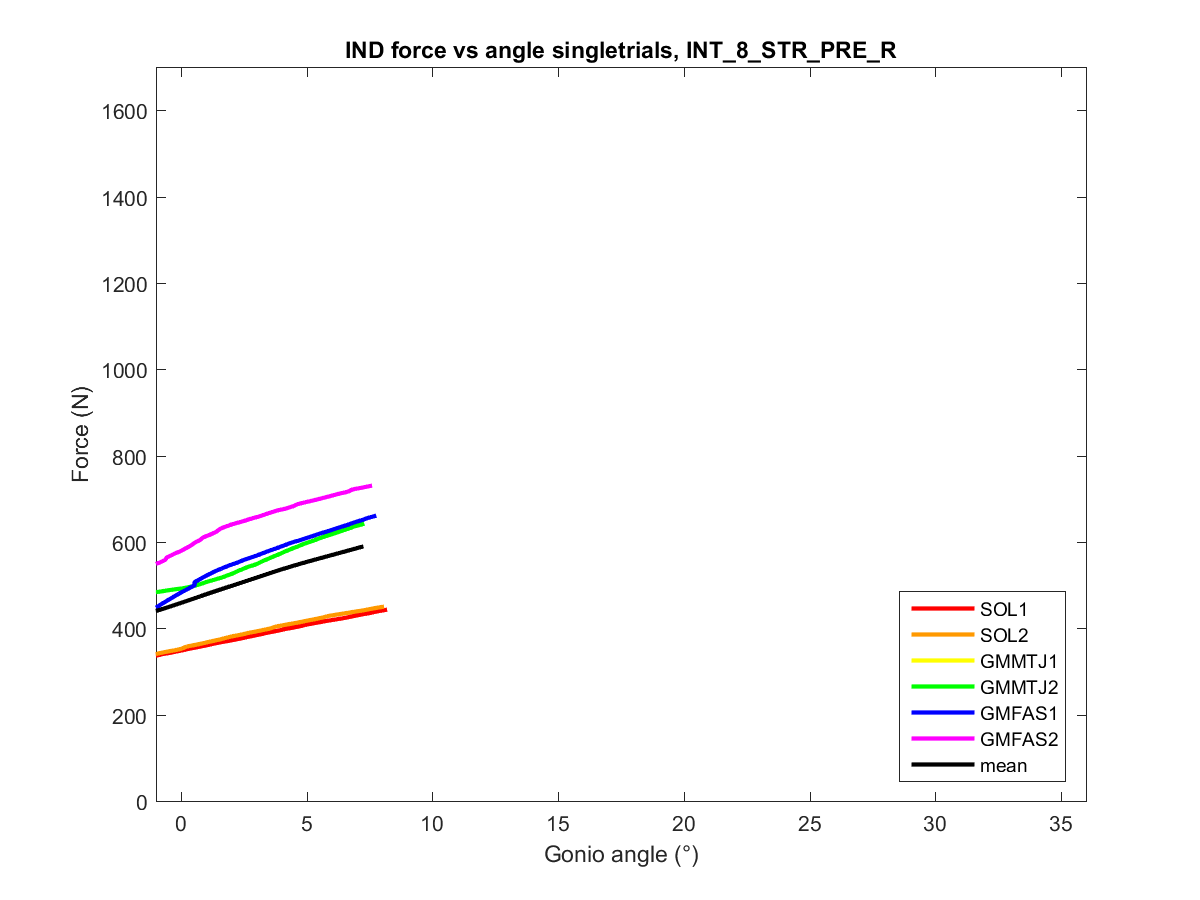 IND force vs angle singletrials, INT_8_STR_PRE_R
1600
1400
1200
1000
800
600
400
200
0
Force (N)
0 5 10 15 20 25 30 35
Gonio angle (°)
SOL1
SOL2
GMMTJ1
GMMTJ2
GMFAS1
GMFAS2
mean